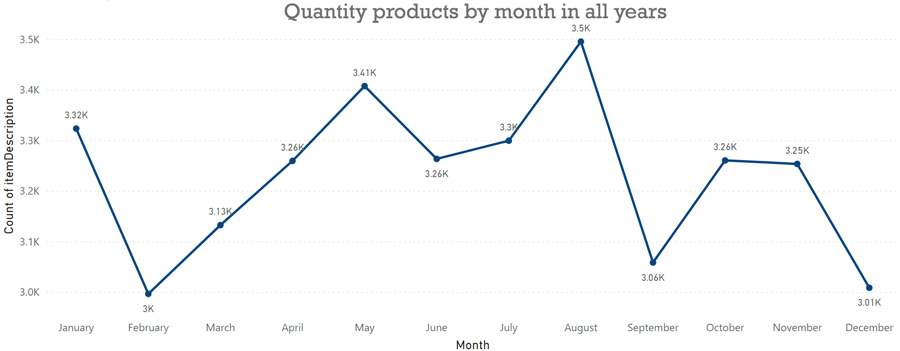 Quantity products by month in all years
3.5K
3.4K
3.3K
3.2K
3.1K
3.0K
Count of itemDescription
3.32K
3K
3.13K
3.26K
3.41K
3.26K
3.3K
3.5K
3.06K
3.26K
3.25K
3.01K
January February March April May June July August September October November December
Month